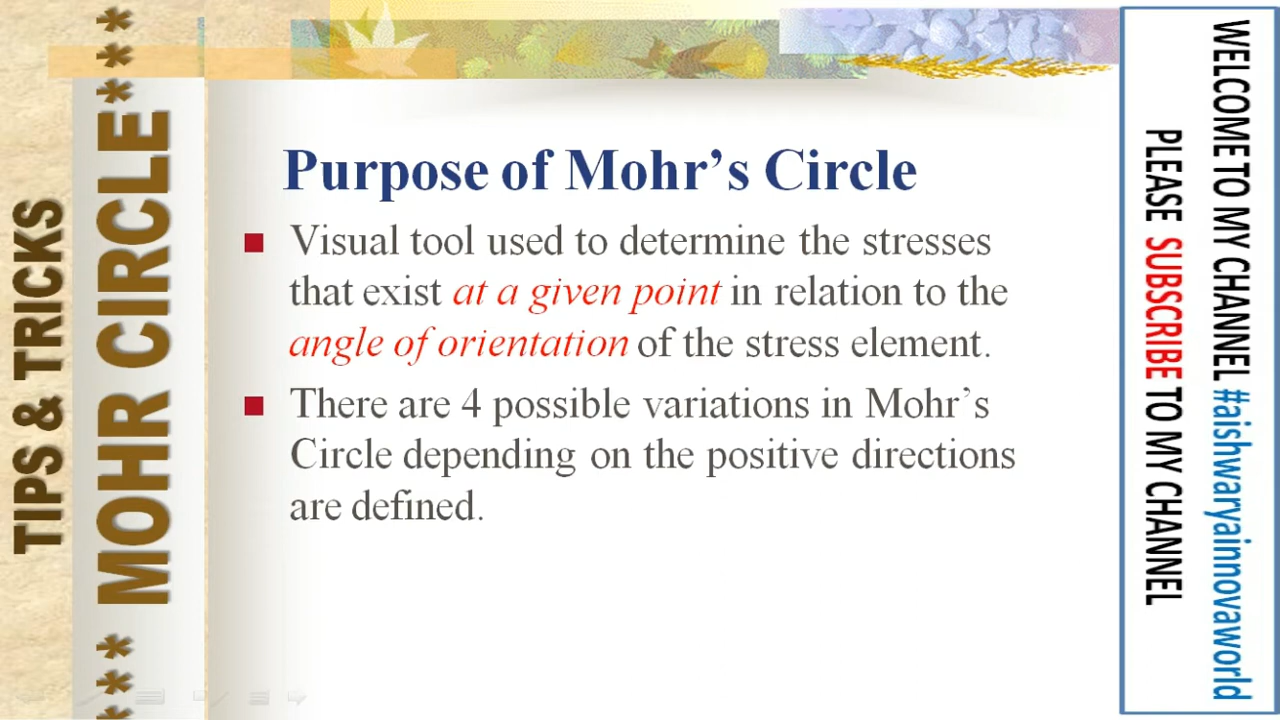 TIPS & TRICKS
*** MOHR CIRCLE***
Purpose of Mohr’s Circle
Visual tool used to determine the stresses
that exist at a given point in relation to the
angle of orientation of the stress element.
There are 4 possible variations in Mohr’s
Circle depending on the positive directions
are defined.
WELCOME TO MY CHANNEL #aishwaryainnovaworld
PLEASE SUBSCRIBE TO MY CHANNEL